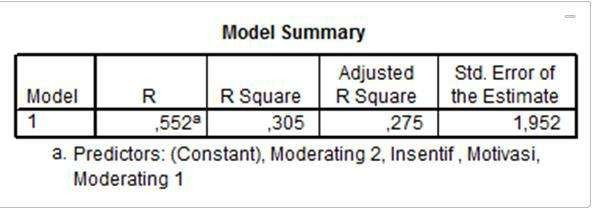 Model Summary
Model R R Square Adjusted R Square Std. Error of the Estimate
1 ,552a ,305 ,275 1,952
a. Predictors: (Constant), Moderating 2, Insentif , Motivasi,
Moderating 1